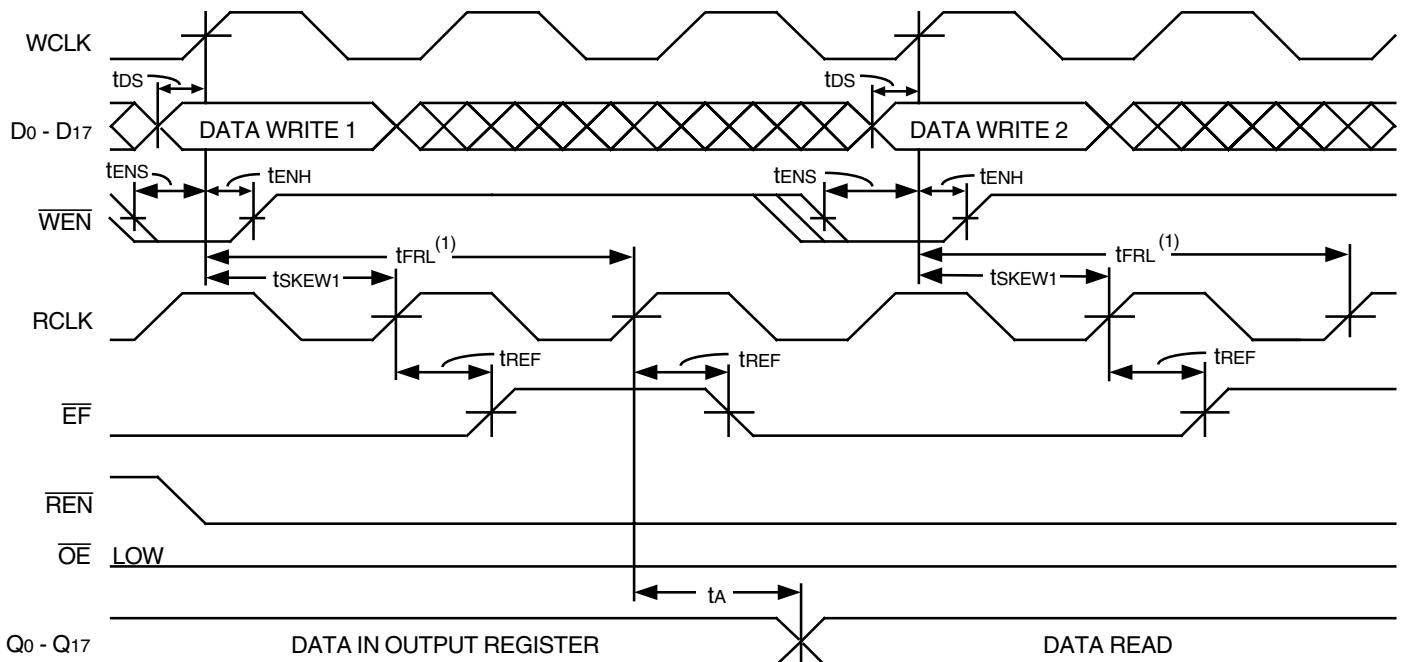 WCLK
tDS tDS
D0 - D17 DATA WRITE 1 DATA WRITE 2
tENS tENH tENS tENH
WEN
tFRL(1) tFRL(1)
tSKEW1 tSKEW1
RCLK
tREF tREF tREF
EF
REN
OE LOW
tA
Q0 - Q17 DATA IN OUTPUT REGISTER DATA READ